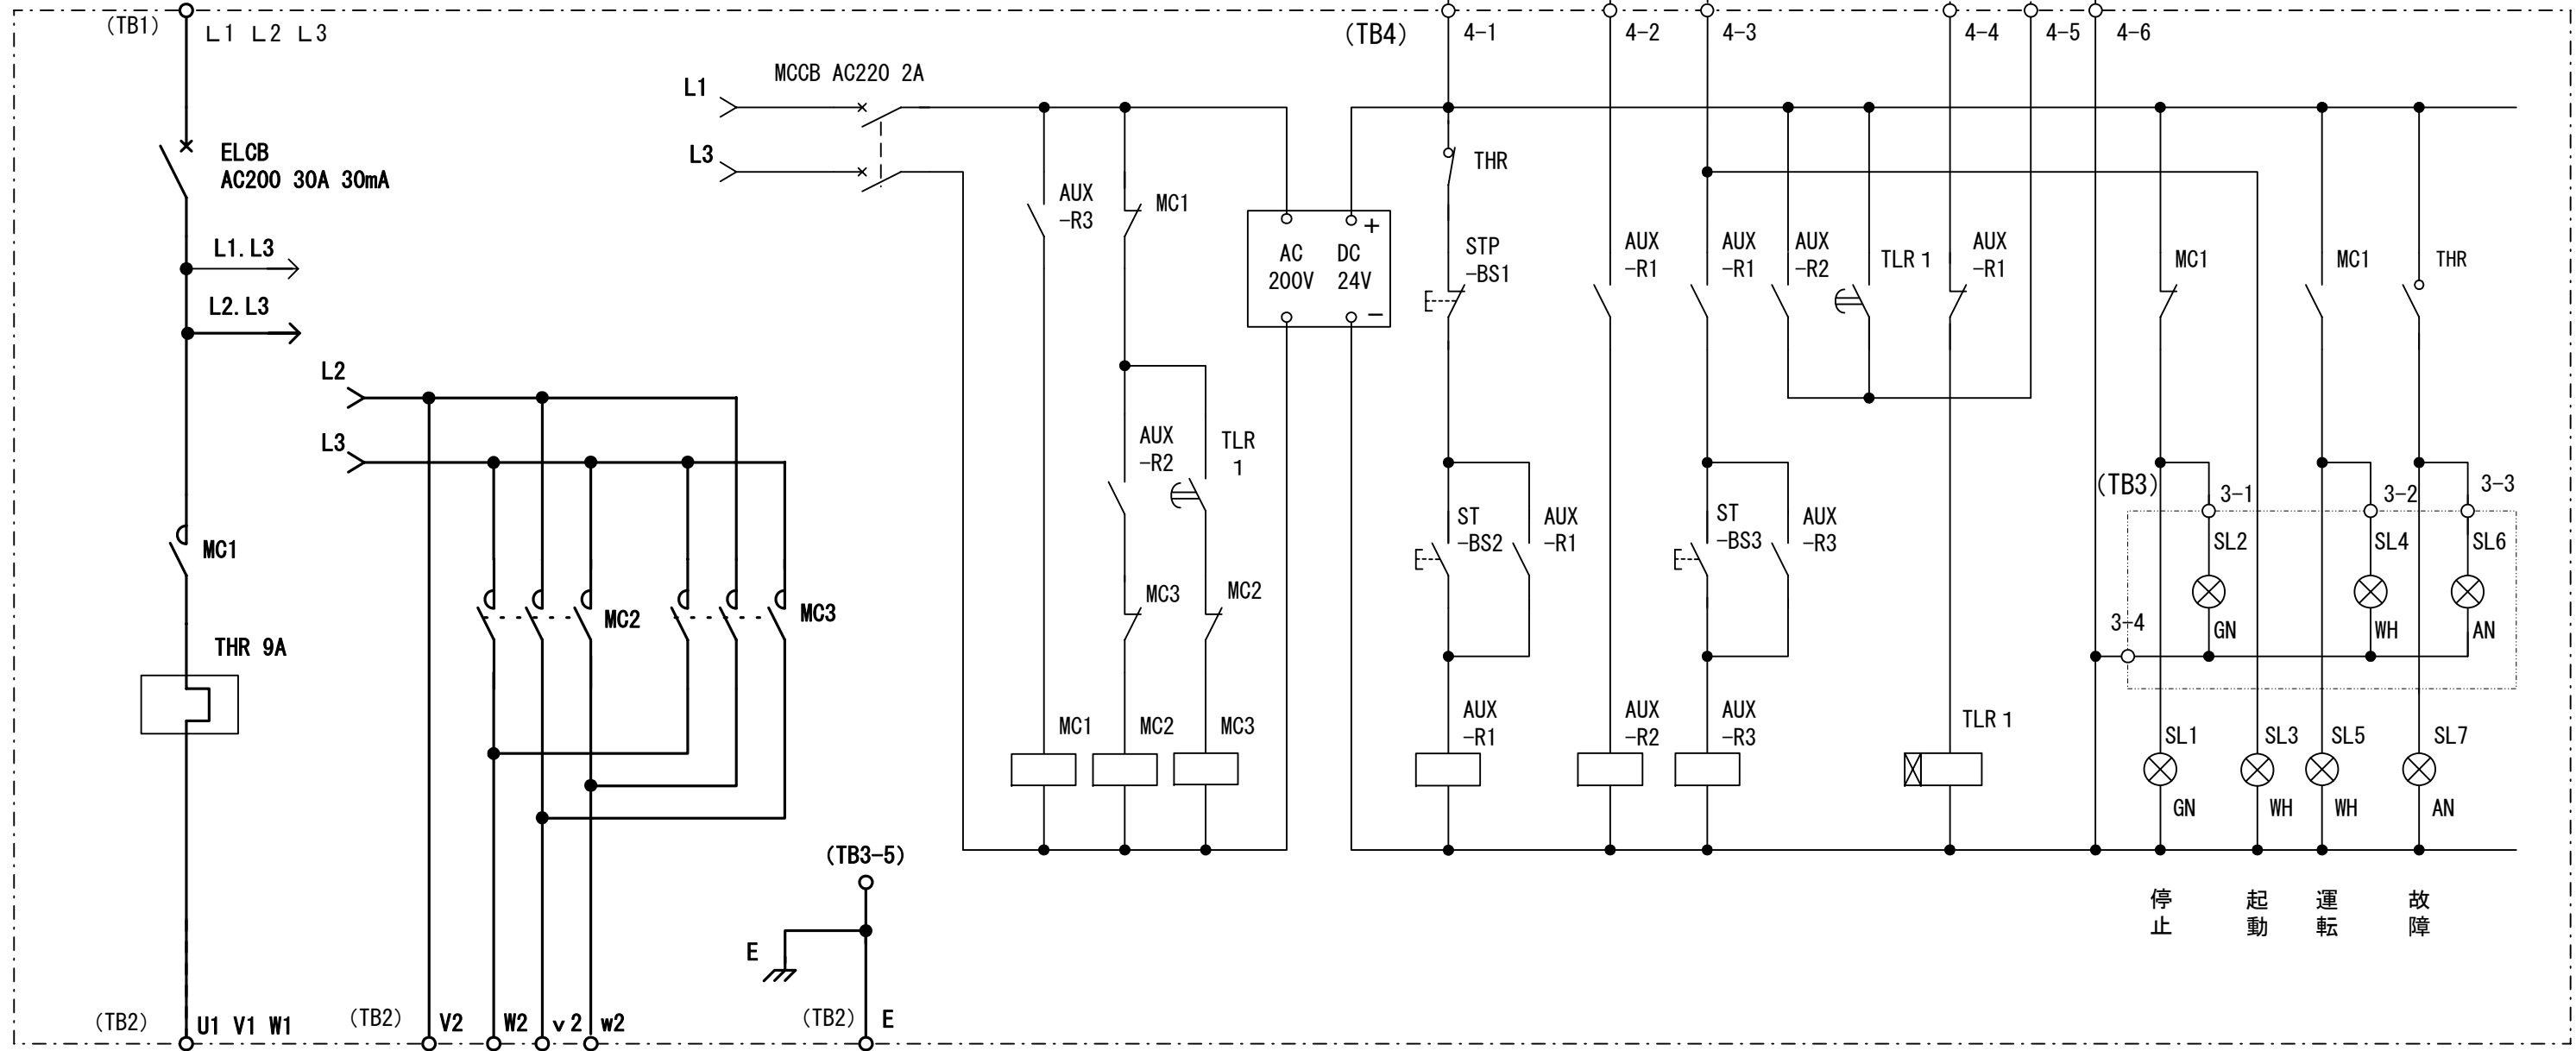 (TB1)
L1 L2 L3
(TB4)
4-1
4-2
4-3
4-4
4-5
4-6
MCCB AC220 2A
L1
L3
ELCB
AC200 30A 30mA
L1.L3
L2.L3
L2
L3
MC1
THR 9A
MC2
MC3
AUX
-R3
MC1
AUX
-R2
TLR
1
MC3
MC2
MC1
MC2
MC3
AC
200V
DC
24V
+
−
THR
STP
-BS1
ST
-BS2
AUX
-R1
AUX
-R1
AUX
-R1
AUX
-R2
AUX
-R1
AUX
-R2
TLR 1
AUX
-R1
ST
-BS3
AUX
-R3
AUX
-R3
TLR 1
MC1
MC1
THR
(TB3)
3-1
3-2
3-3
SL2
SL4
SL6
3-4
GN
WH
AN
SL1
SL3
SL5
SL7
GN
WH
WH
AN
停止
起動
運転
故障
(TB3-5)
E
(TB2)
U1 V1 W1
(TB2)
V2
W2
v2
w2
(TB2)
E